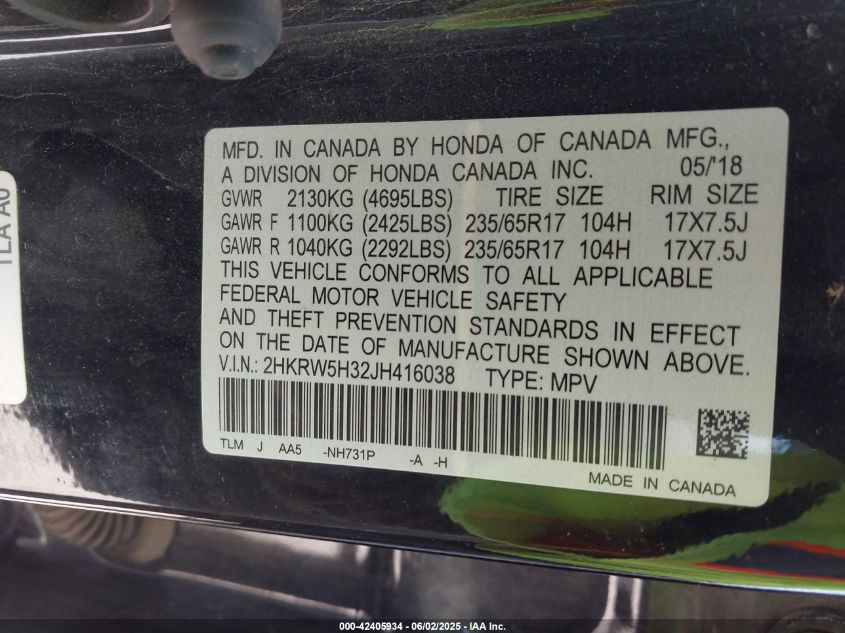 TLA A0
MFD. IN CANADA BY HONDA OF CANADA MFG.,
A DIVISION OF HONDA CANADA INC. 05/'18
GVWR 2130KG (4695LBS) TIRE SIZE RIM SIZE
GAWR F 1100KG (2425LBS) 235/65R17 104H 17X7.5J
GAWR R 1040KG (2292LBS) 235/65R17 104H 17X7.5J
THIS VEHICLE CONFORMS TO ALL APPLICABLE
FEDERAL MOTOR VEHICLE SAFETY
AND THEFT PREVENTION STANDARDS IN EFFECT
ON THE DATE OF MANUFACTURE SHOWN ABOVE.
V.I.N.: 2HKRW5H32JH416038 TYPE: MPV
TLM J AA5 -NH731P -A -H
MADE IN CANADA
000-42405934 - 06/02/2025 - IAA Inc.